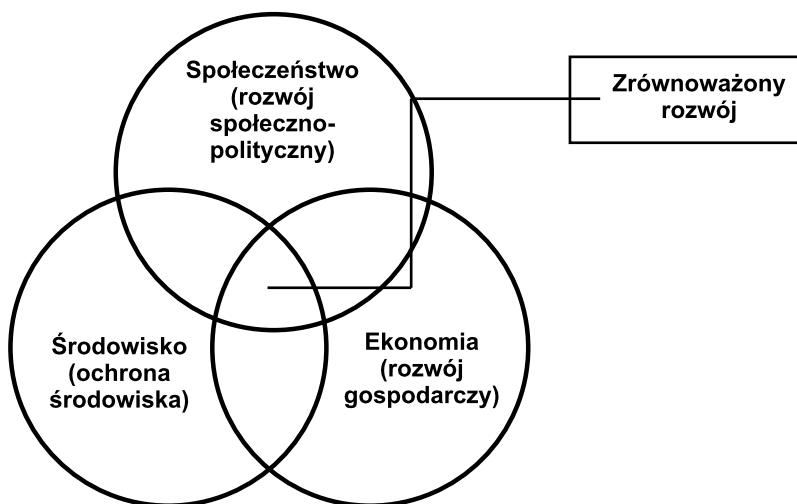 Społeczeństwo
(rozwój
społeczno-
polityczny)
Zrównoważony
rozwój
Środowisko
(ochrona
środowiska)
Ekonomia
(rozwój
gospodarczy)